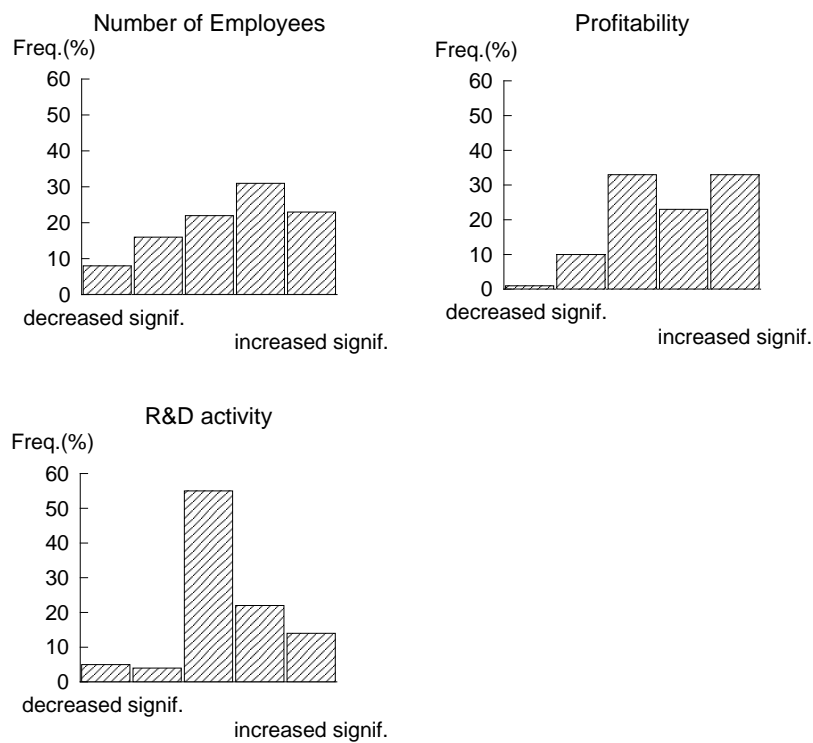 Number of Employees
Freq.(%)
60
50
40
30
20
10
0
decreased signif.
increased signif.
Profitability
Freq.(%)
60
50
40
30
20
10
0
decreased signif.
increased signif.
R&D activity
Freq.(%)
60
50
40
30
20
10
0
decreased signif.
increased signif.